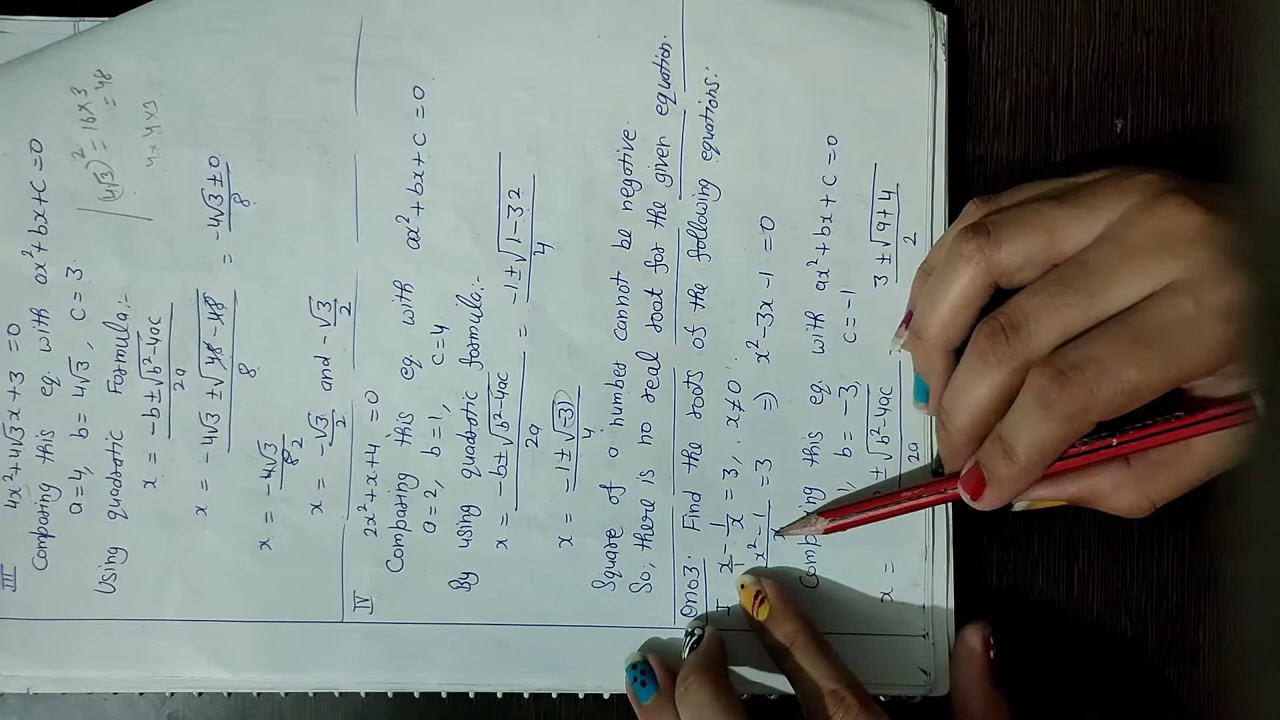 III 4x²+4√3x+3=0
Comparing this eq. with ax²+bx+c=0
a=4, b=4√3, c=3.
(4√3)² = 16×3
= 48
4×4×3
Using quadratic Formula:-
x = -b±√b²-4ac / 2a
x = -4√3 ± √48-48 / 8 = -4√3±0 / 8
x = -4√3 / 8 2
x = -√3/2 and -√3/2
IV 2x²+x+4=0
Comparing this eq with ax²+bx+c=0
a=2, b=1, c=4
By using quadratic formula:-
x = -b±√b²-4ac / 2a = -1±√1-32 / 4
x = -1±√(-31) / 4
Square of a number cannot be negative.
So, there is no real root for the given equation.
Qno3. Find the roots of the following equations:-
I x - 1/x = 3, x≠0
x²-1 / x = 3 => x²-3x-1=0
this eq. with ax²+bx+c=0
b=-3, c=-1
x = ±√b²-4ac / 2a 3±√9+4 / 2